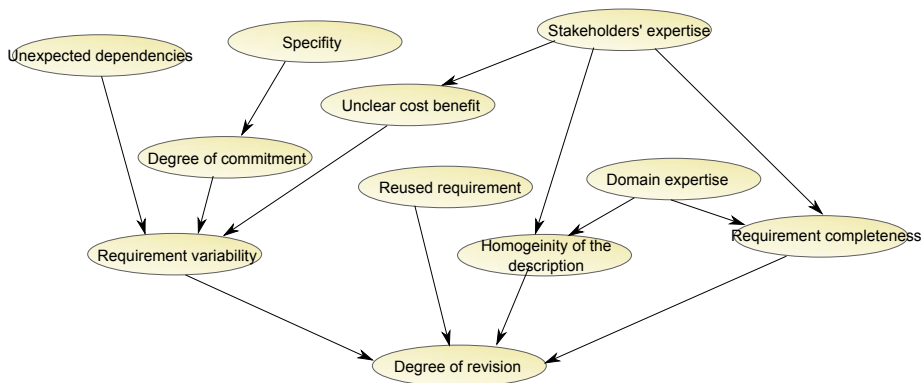 Stakeholders' expertise
Specifity
Unexpected dependencies
Unclear cost benefit
Degree of commitment
Domain expertise
Reused requirement
Requirement completeness
Homogeinity of the
description
Requirement variability
Degree of revision